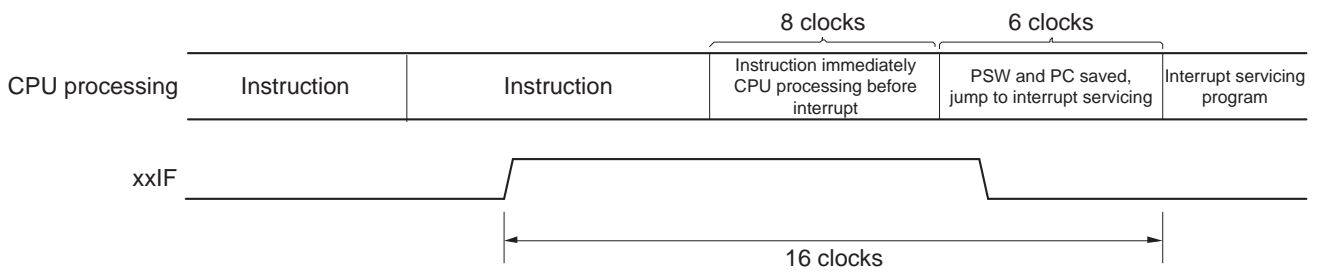 8 clocks
6 clocks
CPU processing
Instruction
Instruction
Instruction immediately
CPU processing before
interrupt
PSW and PC saved,
jump to interrupt servicing
Interrupt servicing
program
xxIF
16 clocks